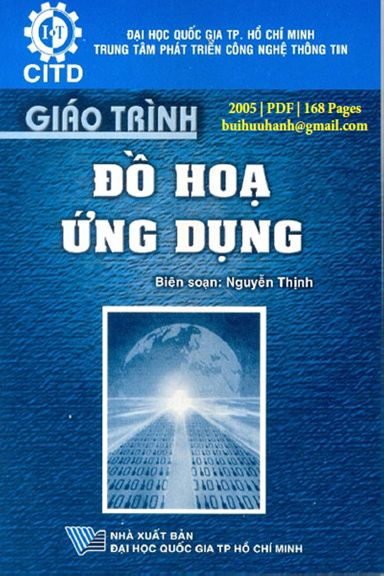 ĐẠI HỌC QUỐC GIA TP. HỒ CHÍ MINH
TRUNG TÂM PHÁT TRIỂN CÔNG NGHỆ THÔNG TIN
IoT
CITD
GIÁO TRÌNH
2005 | PDF | 168 Pages
buihuuhanh@gmail.com
ĐỒ HOẠ
ỨNG DỤNG
Biên soạn: Nguyễn Thịnh
NHÀ XUẤT BẢN
ĐẠI HỌC QUỐC GIA TP HỒ CHÍ MINH